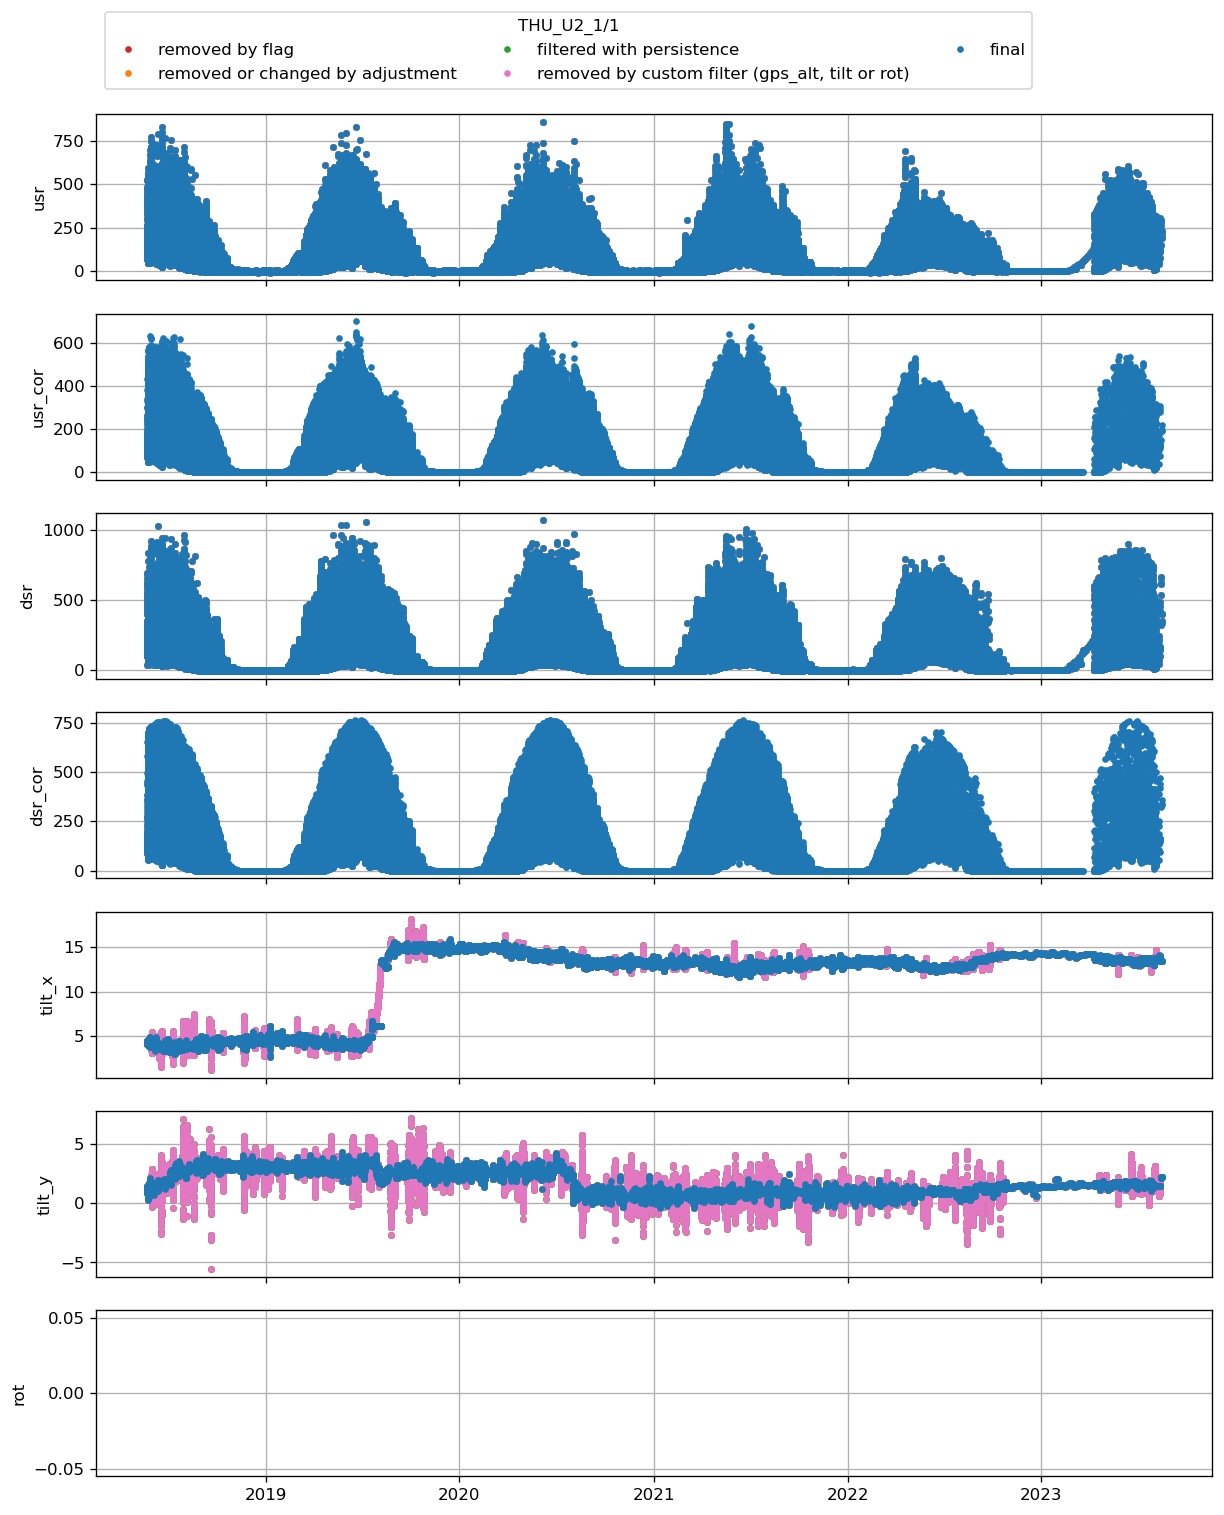 THU_U2_1/1
removed by flag
filtered with persistence
final
removed or changed by adjustment
removed by custom filter (gps_alt, tilt or rot)
usr
750
500
250
0
usr_cor
600
400
200
0
dsr
1000
500
0
dsr_cor
750
500
250
0
tilt_x
15
10
5
tilt_y
5
0
−5
rot
0.05
0.00
−0.05
2019 2020 2021 2022 2023